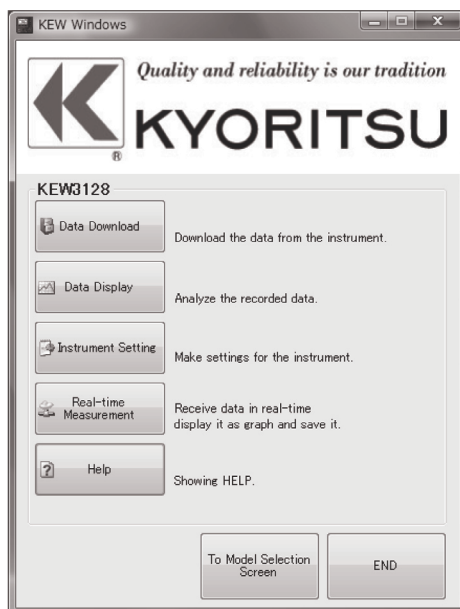 KEW Windows
Quality and reliability is our tradition
KYORITSU
®
KEW3128
Data Download
Download the data from the instrument.
Data Display
Analyze the recorded data.
Instrument Setting
Make settings for the instrument.
Real-time
Measurement
Receive data in real-time
display it as graph and save it.
Help
Showing HELP.
To Model Selection
Screen
END